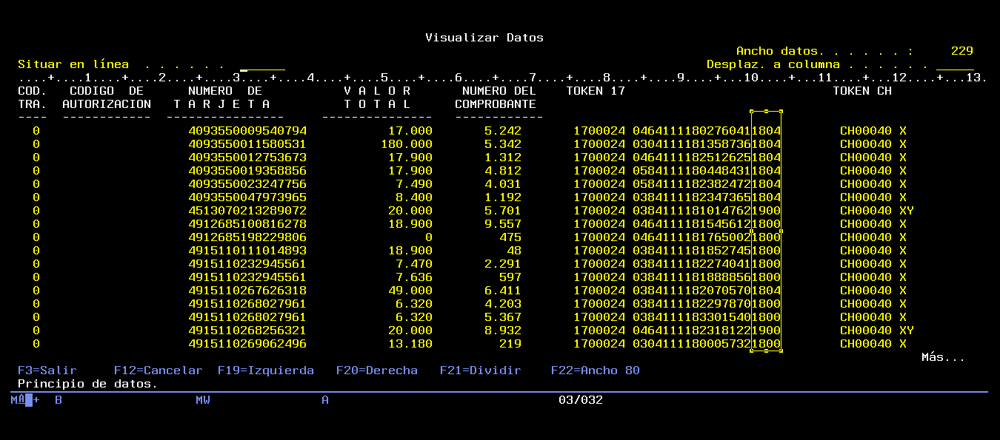 Visualizar Datos
Ancho datos. . . . . . : 229
Situar en línea . . . . . . ______ Desplaz. a columna . . . . . . _____
....+....1....+....2....+....3....+....4....+....5....+....6....+....7....+....8....+....9....+...10....+...11....+...12....+...13.
COD. CODIGO DE NUMERO DE V A L O R NUMERO DEL TOKEN 17 TOKEN CH
TRA. AUTORIZACION T A R J E T A T O T A L COMPROBANTE
---- ------------ ---------------- --------------- ------------
0 4093550009540794 17.000 5.242 1700024 04641111802760411804 CH00040 X
0 4093550011580531 180.000 5.342 1700024 03041111813587361804 CH00040 X
0 4093550012753673 17.900 1.312 1700024 04641111825126251804 CH00040 X
0 4093550019358856 17.900 4.812 1700024 05841111804484311804 CH00040 X
0 4093550023247756 7.490 4.031 1700024 05841111823824721804 CH00040 X
0 4093550047973965 8.400 1.192 1700024 03841111823473651804 CH00040 X
0 4513070213289072 20.000 5.701 1700024 03841111810147621900 CH00040 XY
0 4912685100816278 18.900 9.557 1700024 04641111815456121800 CH00040 X
0 4912685198229806 0 475 1700024 04641111817650021800 CH00040 X
0 4915110111014893 18.900 48 1700024 03841111818527451800 CH00040 X
0 4915110232945561 7.470 2.291 1700024 03841111822740411800 CH00040 X
0 4915110232945561 7.636 597 1700024 03841111818888561800 CH00040 X
0 4915110267626318 49.000 6.411 1700024 03841111820705701804 CH00040 X
0 4915110268027961 6.320 4.203 1700024 03841111822978701800 CH00040 X
0 4915110268027961 6.320 5.367 1700024 03841111833015401800 CH00040 X
0 4915110268256321 20.000 8.932 1700024 04641111823181221900 CH00040 XY
0 4915110269062496 13.180 219 1700024 03041111800057321800 CH00040 X
Más...
F3=Salir F12=Cancelar F19=Izquierda F20=Derecha F21=Dividir F22=Ancho 80
Principio de datos.
MA + B MW A 03/032